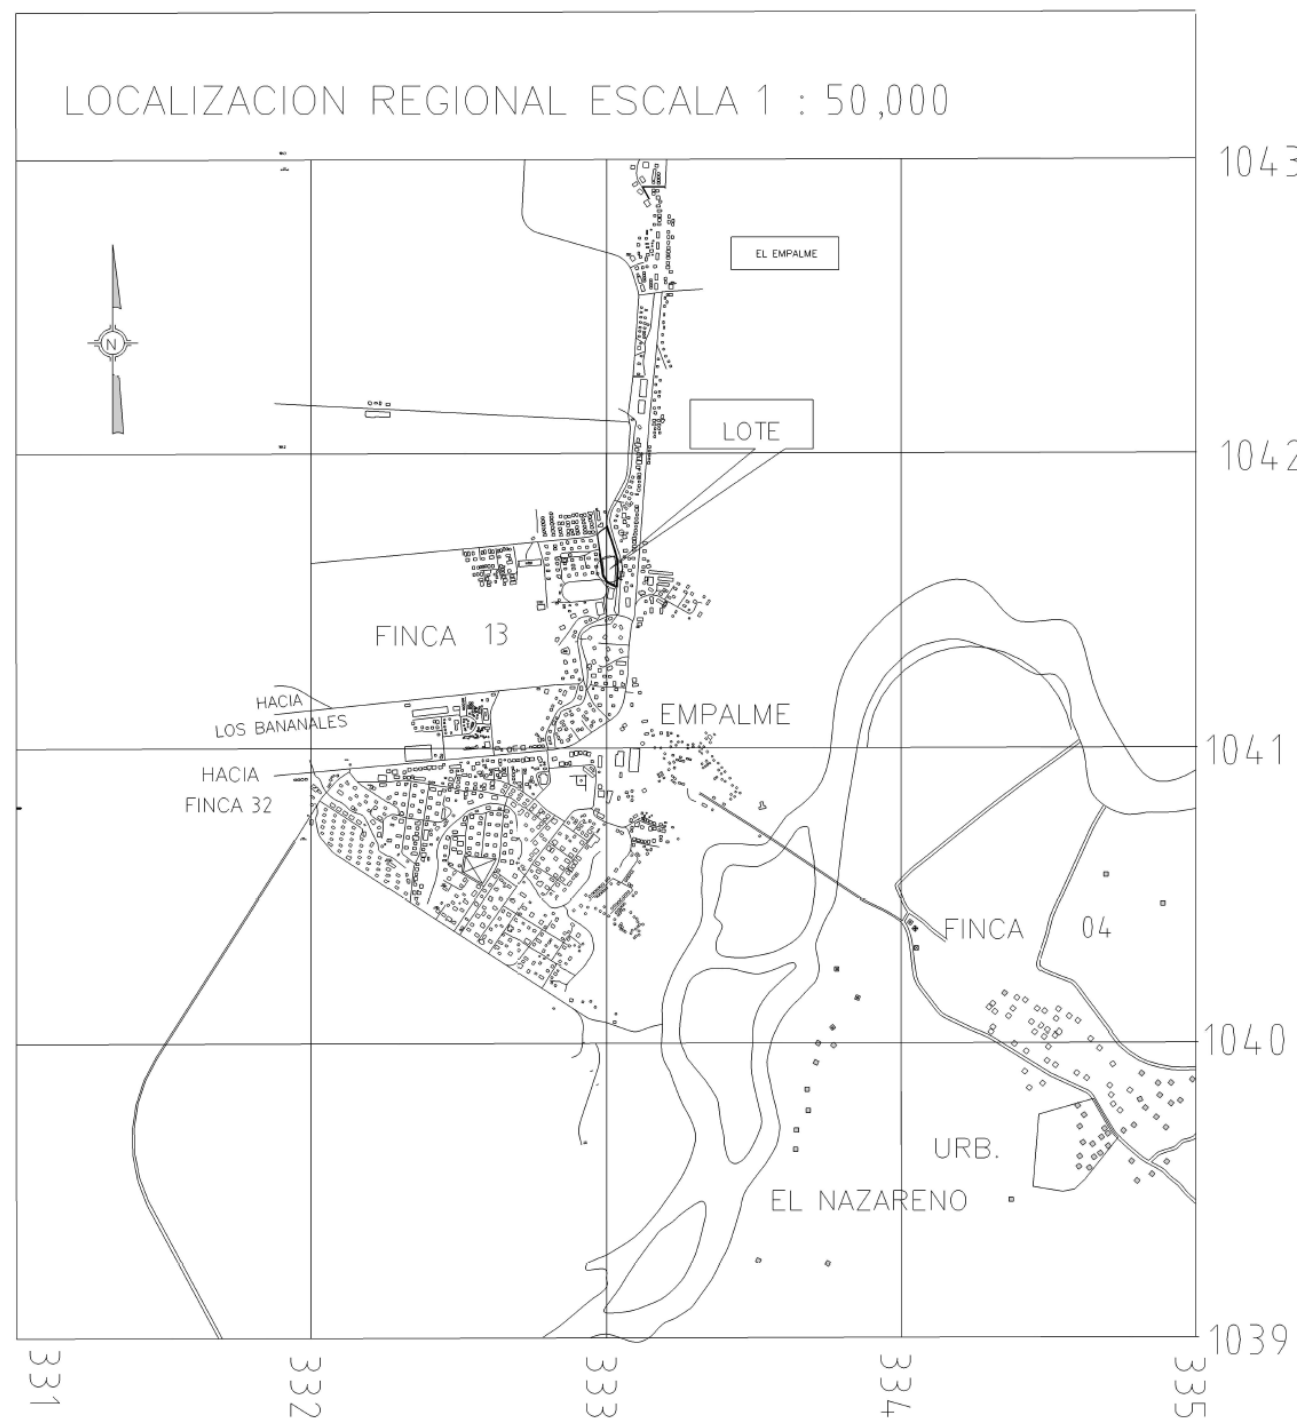 LOCALIZACION REGIONAL ESCALA 1 : 50,000
1043
EL EMPALME
N
LOTE
1042
FINCA 13
HACIA
LOS BANANALES
EMPALME
1041
HACIA
FINCA 32
FINCA 04
1040
URB.
EL NAZARENO
1039
331
332
333
334
335